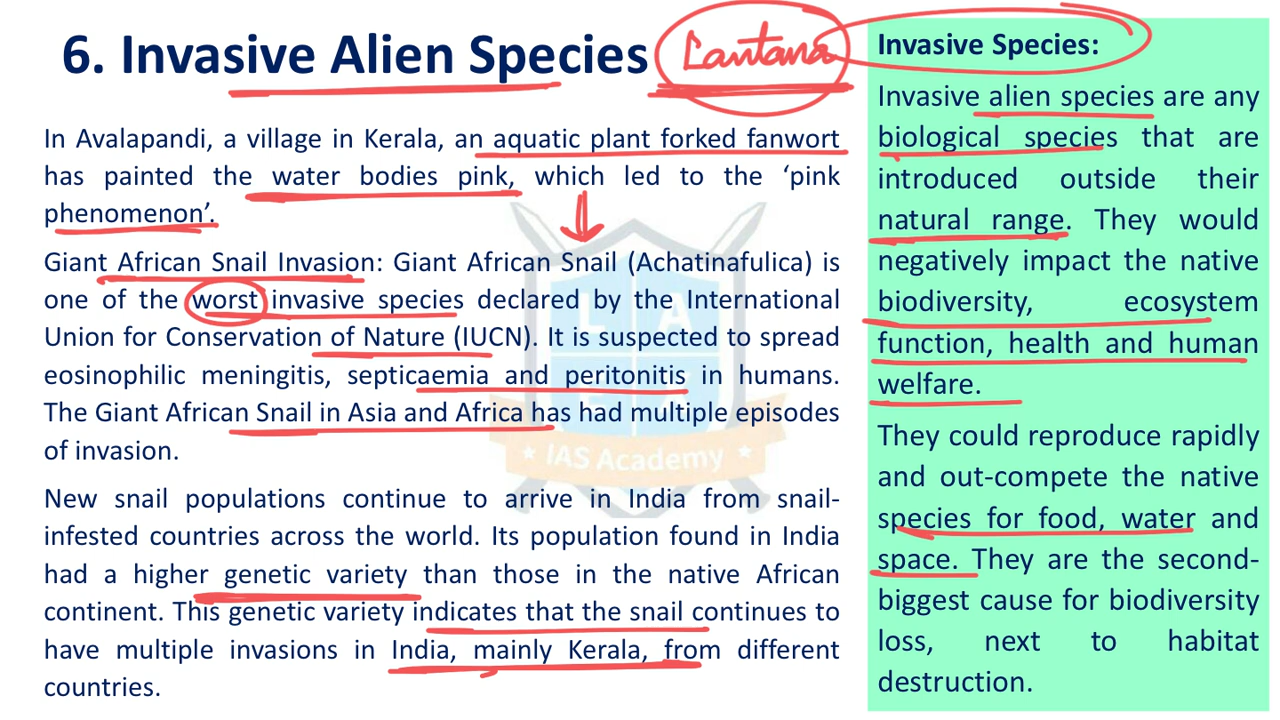 6. Invasive Alien Species Lantana
In Avalapandi, a village in Kerala, an aquatic plant forked fanwort
has painted the water bodies pink, which led to the ‘pink
phenomenon’.
Giant African Snail Invasion: Giant African Snail (Achatinafulica) is
one of the worst invasive species declared by the International
Union for Conservation of Nature (IUCN). It is suspected to spread
eosinophilic meningitis, septicaemia and peritonitis in humans.
The Giant African Snail in Asia and Africa has had multiple episodes
of invasion.
New snail populations continue to arrive in India from snail-
infested countries across the world. Its population found in India
had a higher genetic variety than those in the native African
continent. This genetic variety indicates that the snail continues to
have multiple invasions in India, mainly Kerala, from different
countries.
Invasive Species:
Invasive alien species are any
biological species that are
introduced outside their
natural range. They would
negatively impact the native
biodiversity, ecosystem
function, health and human
welfare.
They could reproduce rapidly
and out-compete the native
species for food, water and
space. They are the second-
biggest cause for biodiversity
loss, next to habitat
destruction.
L A
IAS Academy